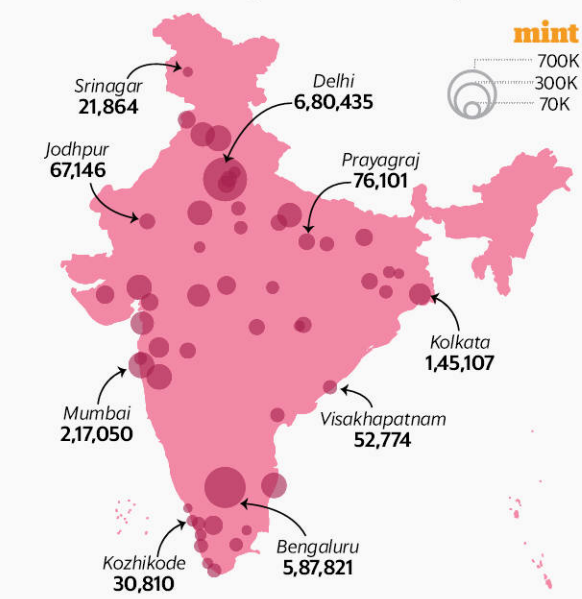 mint
700K
300K
70K
Srinagar
21,864
Delhi
6,80,435
Jodhpur
67,146
Prayagraj
76,101
Kolkata
1,45,107
Mumbai
2,17,050
Visakhapatnam
52,774
Kozhikode
30,810
Bengaluru
5,87,821